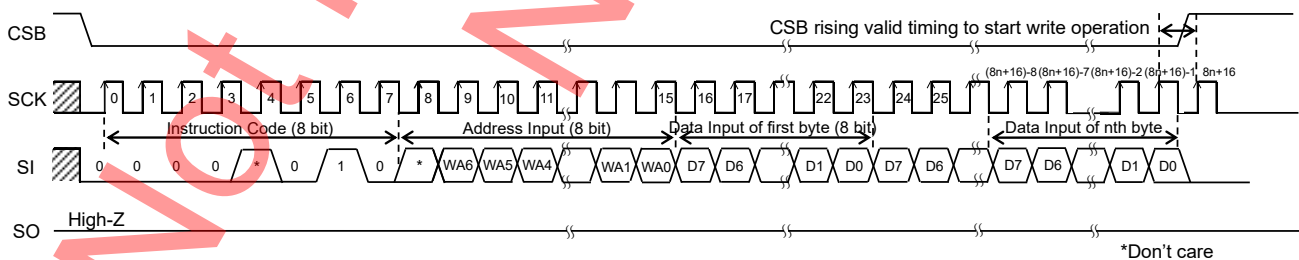 CSB rising valid timing to start write operation
CSB
(8n+16)-8 (8n+16)-7 (8n+16)-2 (8n+16)-1 8n+16
SCK 0 1 2 3 4 5 6 7 8 9 10 11 15 16 17 22 23 24 25
Instruction Code (8 bit) Address Input (8 bit) Data Input of first byte (8 bit) Data Input of nth byte
SI 0 0 0 0 * 0 1 0 * WA6 WA5 WA4 WA1 WA0 D7 D6 D1 D0 D7 D6 D7 D6 D1 D0
High-Z
SO
*Don't care
Not